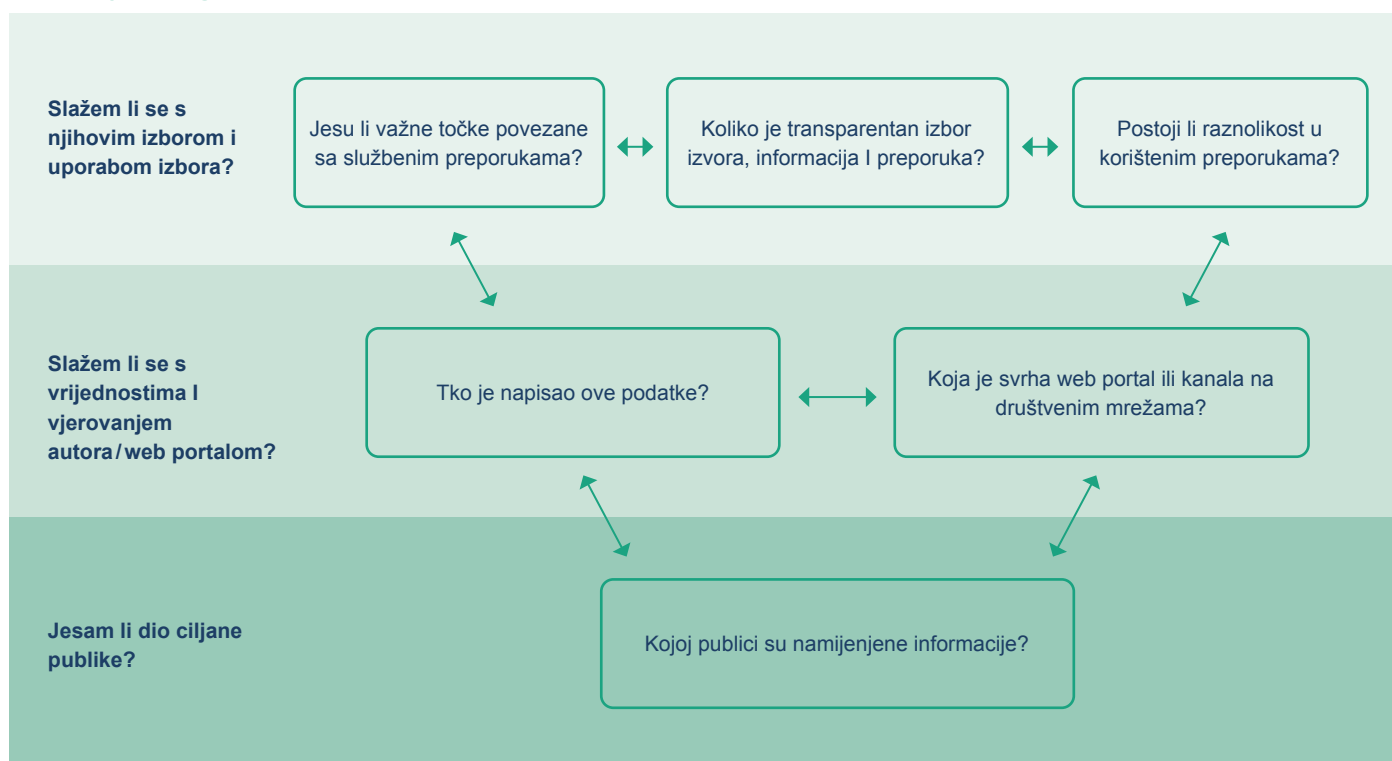 Slažem li se s
njihovim izborom i
uporabom izbora?
Jesu li važne točke povezane
sa službenim preporukama?
Koliko je transparentan izbor
izvora, informacija I preporuka?
Postoji li raznolikost u
korištenim preporukama?
Slažem li se s
vrijednostima I
vjerovanjem
autora/web portalom?
Tko je napisao ove podatke?
Koja je svrha web portal ili kanala na
društvenim mrežama?
Jesam li dio ciljane
publike?
Kojoj publici su namijenjene informacije?